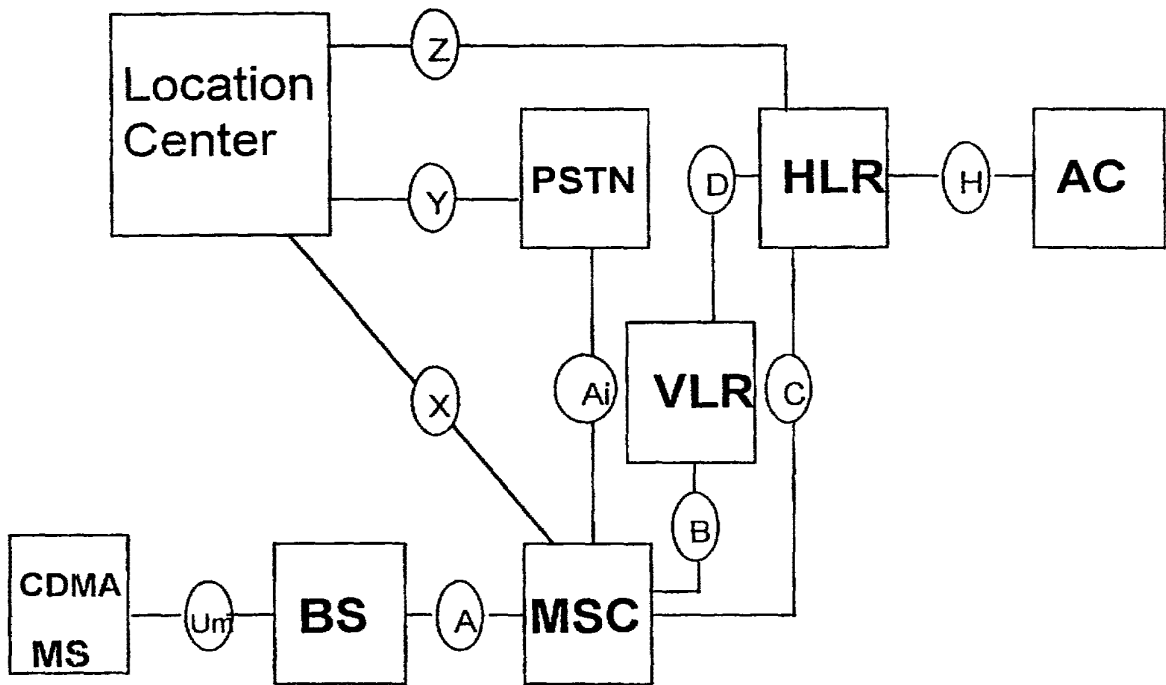 Z
Location
Center
PSTN
D
HLR
H
AC
Y
Ai
VLR
C
X
B
CDMA
MS
Um
BS
A
MSC